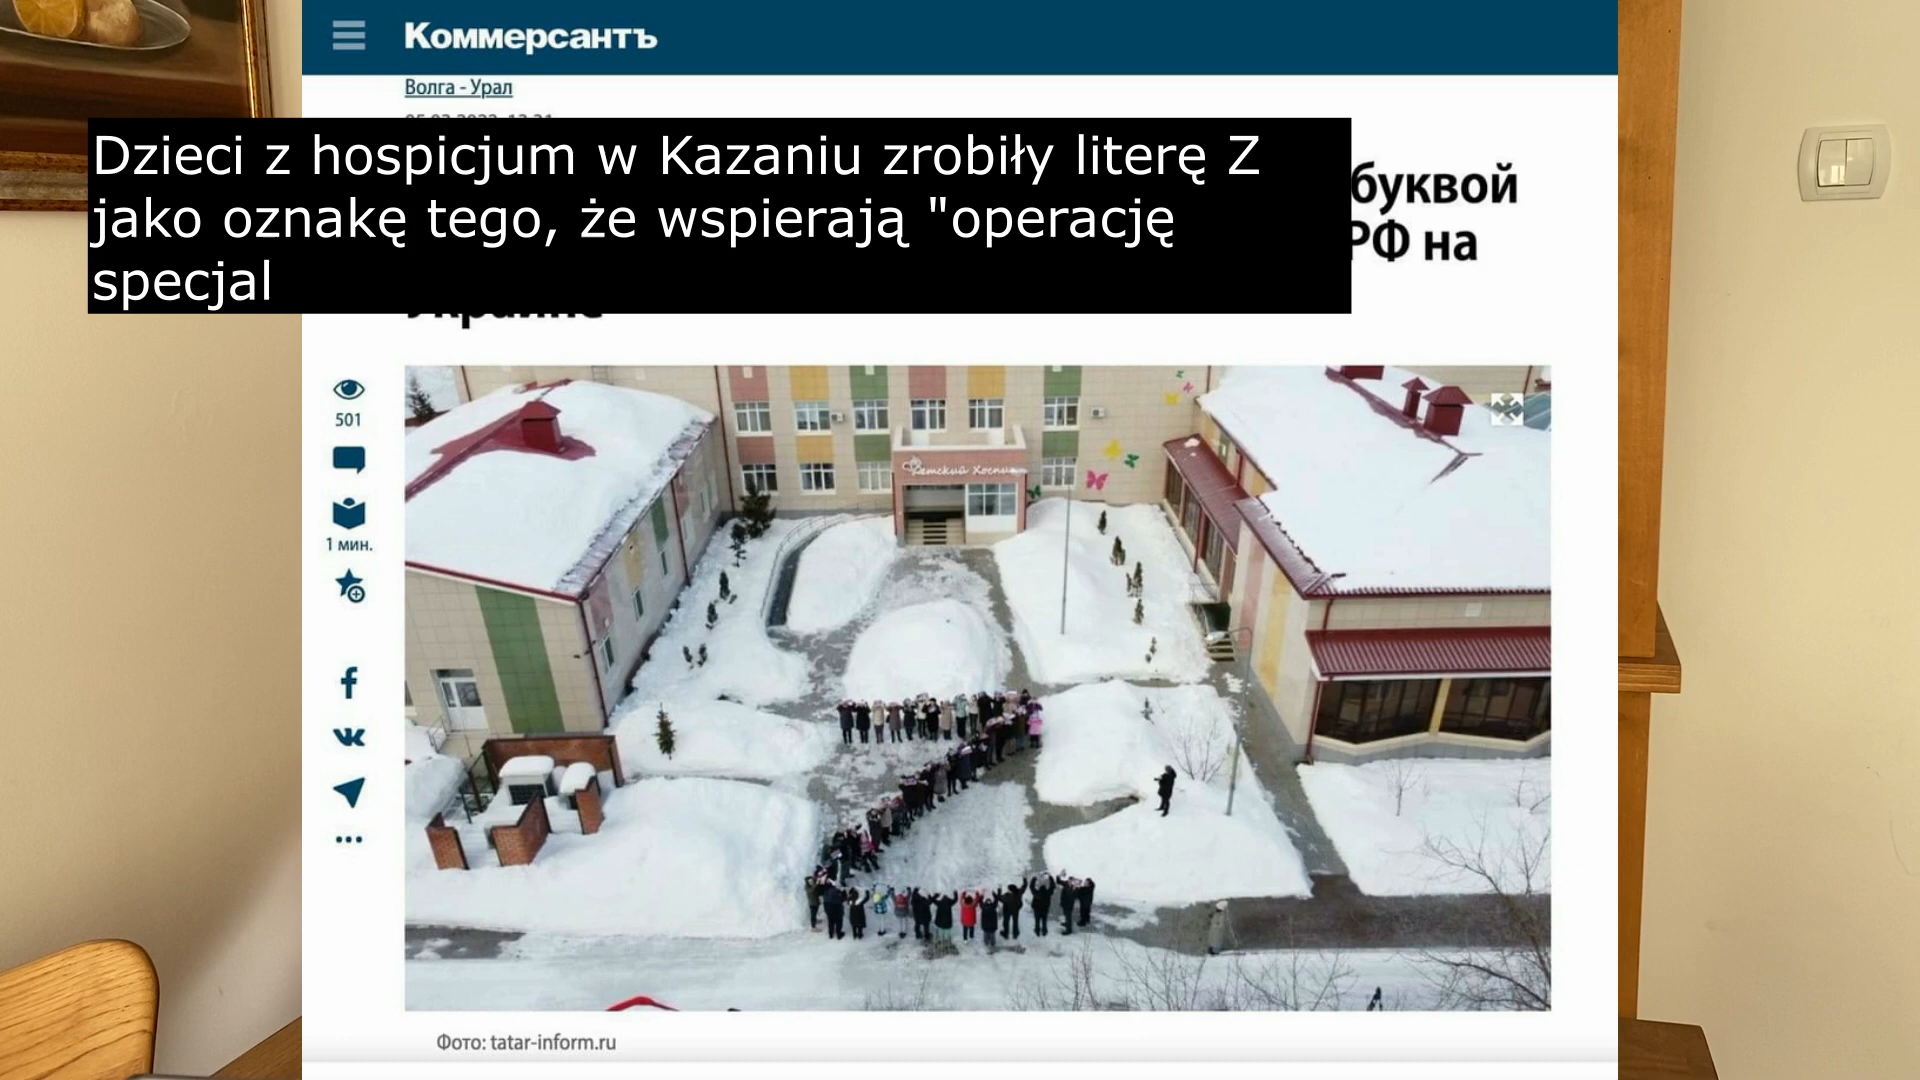 Коммерсантъ
Волга - Урал
Dzieci z hospicjum w Kazaniu zrobiły literę Z
jako oznakę tego, że wspierają "operację
specjal
буквой
РФ на
Украине
501
1 мин.
Детский Хоспис
Фото: tatar-inform.ru